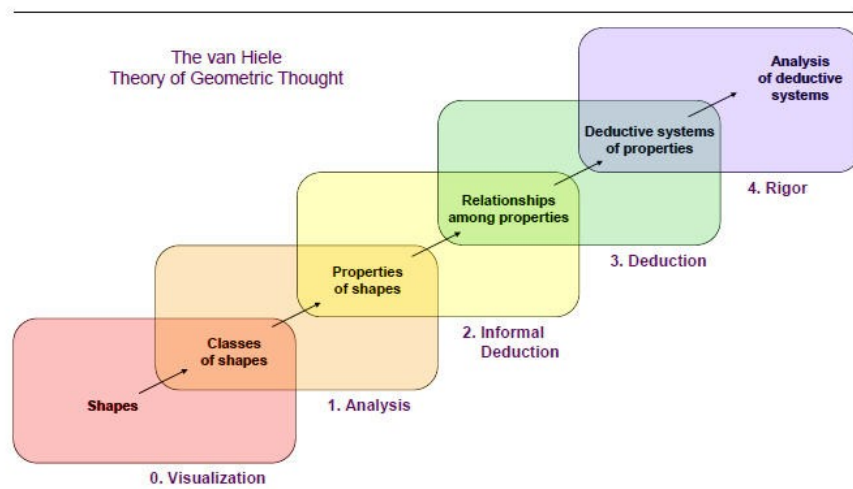 The van Hiele
Theory of Geometric Thought
Analysis
of deductive
systems
Deductive systems
of properties
4. Rigor
Relationships
among properties
3. Deduction
Properties
of shapes
2. Informal
Deduction
Classes
of shapes
1. Analysis
Shapes
0. Visualization